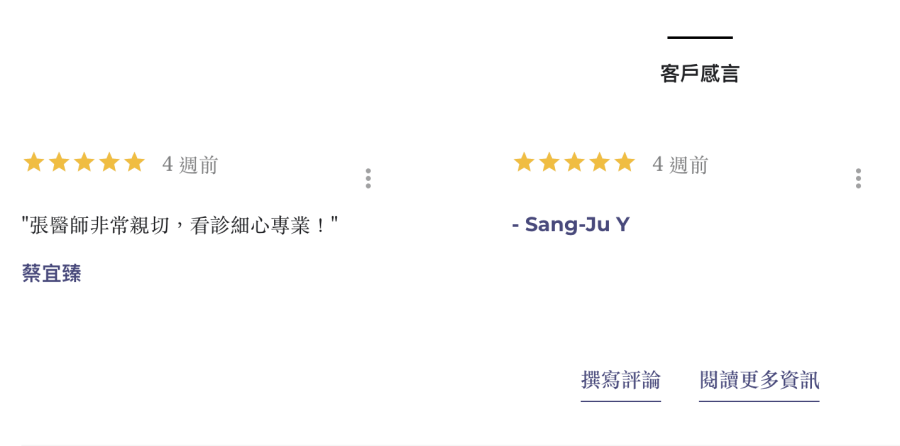 客戶感言
4 週前
"張醫師非常親切，看診細心專業！"
蔡宜臻
4 週前
- Sang-Ju Y
撰寫評論
閱讀更多資訊